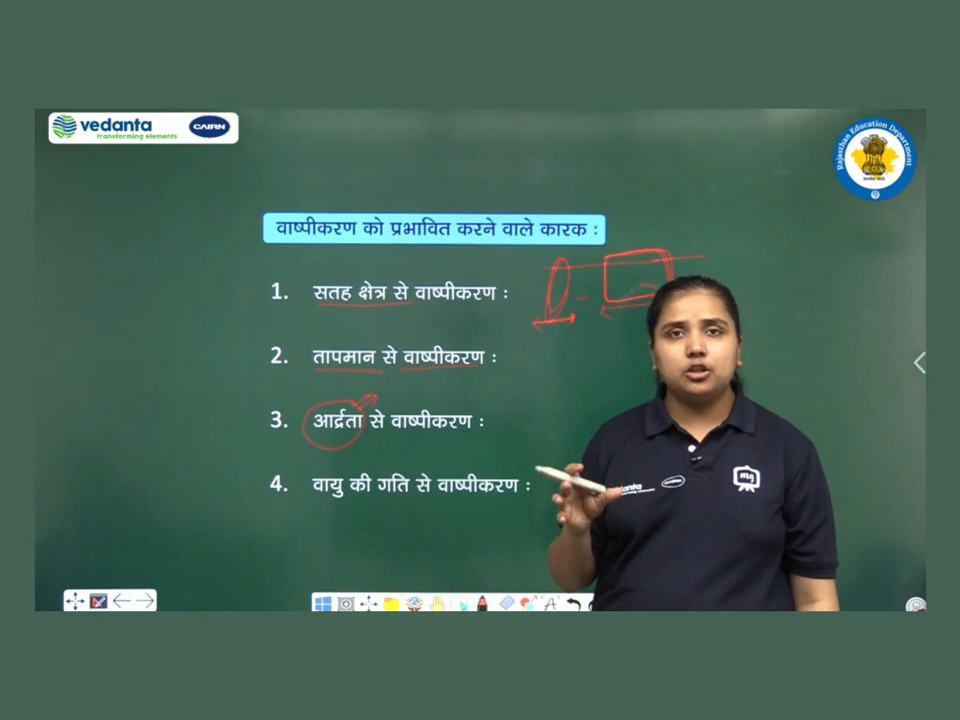 vedanta
transforming elements
CAIRN
Rajasthan Education Department
वाष्पीकरण को प्रभावित करने वाले कारक :
1. सतह क्षेत्र से वाष्पीकरण :
2. तापमान से वाष्पीकरण :
3. आर्द्रता से वाष्पीकरण :
4. वायु की गति से वाष्पीकरण :
mg